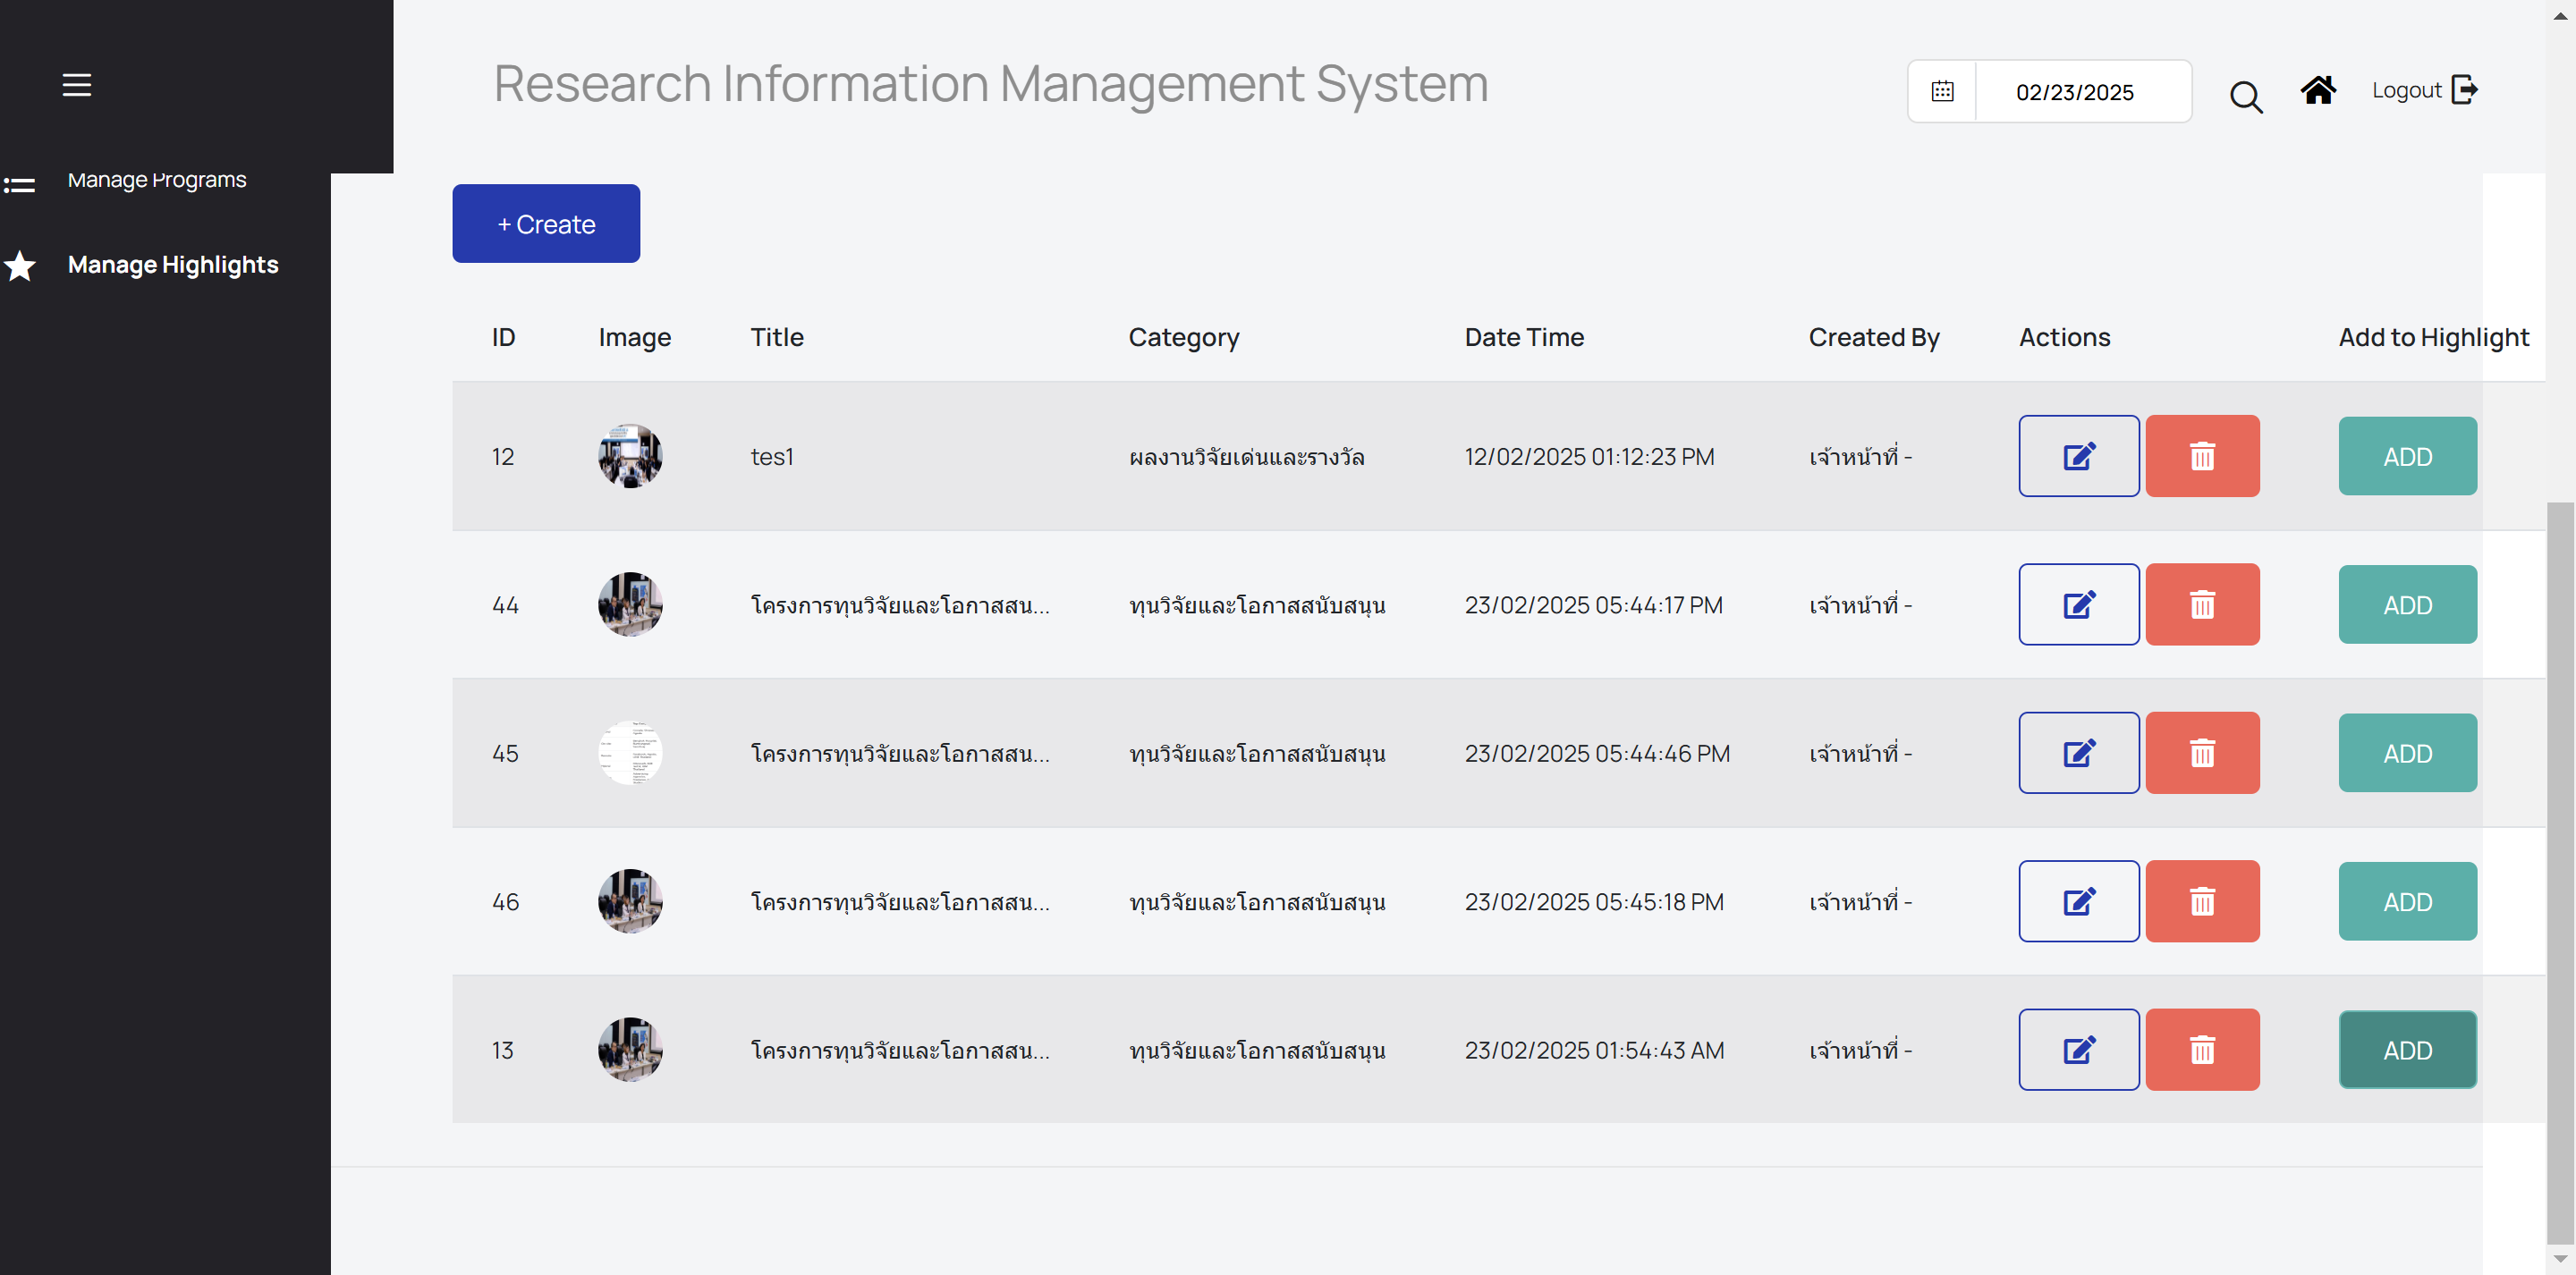 Research Information Management System
02/23/2025
Logout
Manage Programs
Manage Highlights
+ Create
ID Image Title Category Date Time Created By Actions Add to Highlight
12 tes1 ผลงานวิจัยเด่นและรางวัล 12/02/2025 01:12:23 PM เจ้าหน้าที่ - ADD
44 โครงการทุนวิจัยและโอกาสสน... ทุนวิจัยและโอกาสสนับสนุน 23/02/2025 05:44:17 PM เจ้าหน้าที่ - ADD
45 โครงการทุนวิจัยและโอกาสสน... ทุนวิจัยและโอกาสสนับสนุน 23/02/2025 05:44:46 PM เจ้าหน้าที่ - ADD
46 โครงการทุนวิจัยและโอกาสสน... ทุนวิจัยและโอกาสสนับสนุน 23/02/2025 05:45:18 PM เจ้าหน้าที่ - ADD
13 โครงการทุนวิจัยและโอกาสสน... ทุนวิจัยและโอกาสสนับสนุน 23/02/2025 01:54:43 AM เจ้าหน้าที่ - ADD